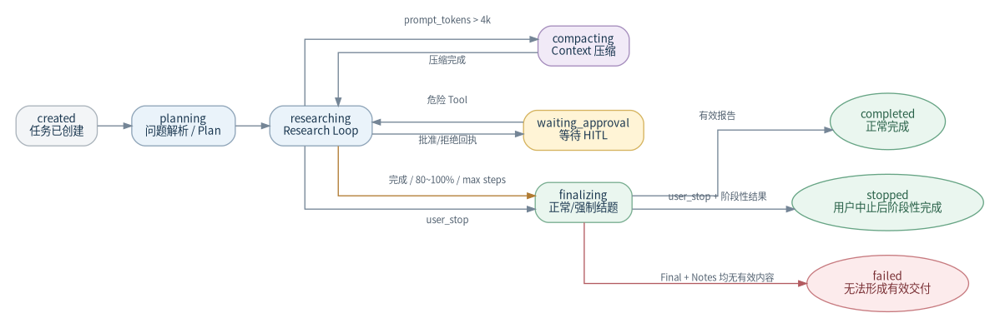 prompt_tokens > 4k
compacting
Context 压缩
压缩完成
created
任务已创建
planning
问题解析 / Plan
researching
Research Loop
危险 Tool
waiting_approval
等待 HITL
批准/拒绝回执
有效报告
completed
正常完成
完成 / 80~100% / max steps
finalizing
正常/强制结题
user_stop
user_stop + 阶段性结果
stopped
用户中止后阶段性完成
Final + Notes 均无有效内容
failed
无法形成有效交付